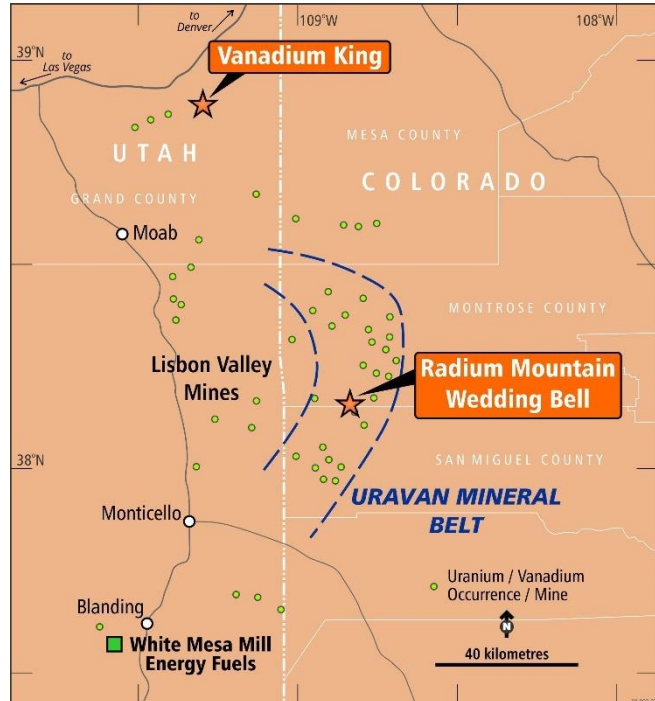 109°W
108°W
to
Denver
39°N
to
Las Vegas
Vanadium King
MESA COUNTY
UTAH
COLORADO
GRAND COUNTY
Moab
MONTROSE COUNTY
Lisbon Valley
Mines
Radium Mountain
Wedding Bell
38°N
SAN MIGUEL COUNTY
URAVAN MINERAL
BELT
Monticello
Uranium / Vanadium
Occurrence / Mine
Blanding
N
White Mesa Mill
Energy Fuels
40 kilometres